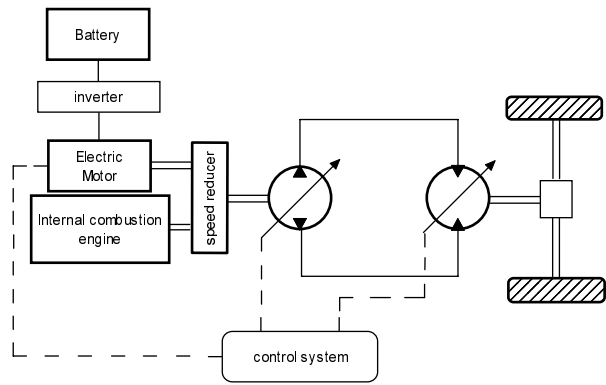 Battery
inverter
Electric
Motor
speed reducer
Internal combustion
engine
control system